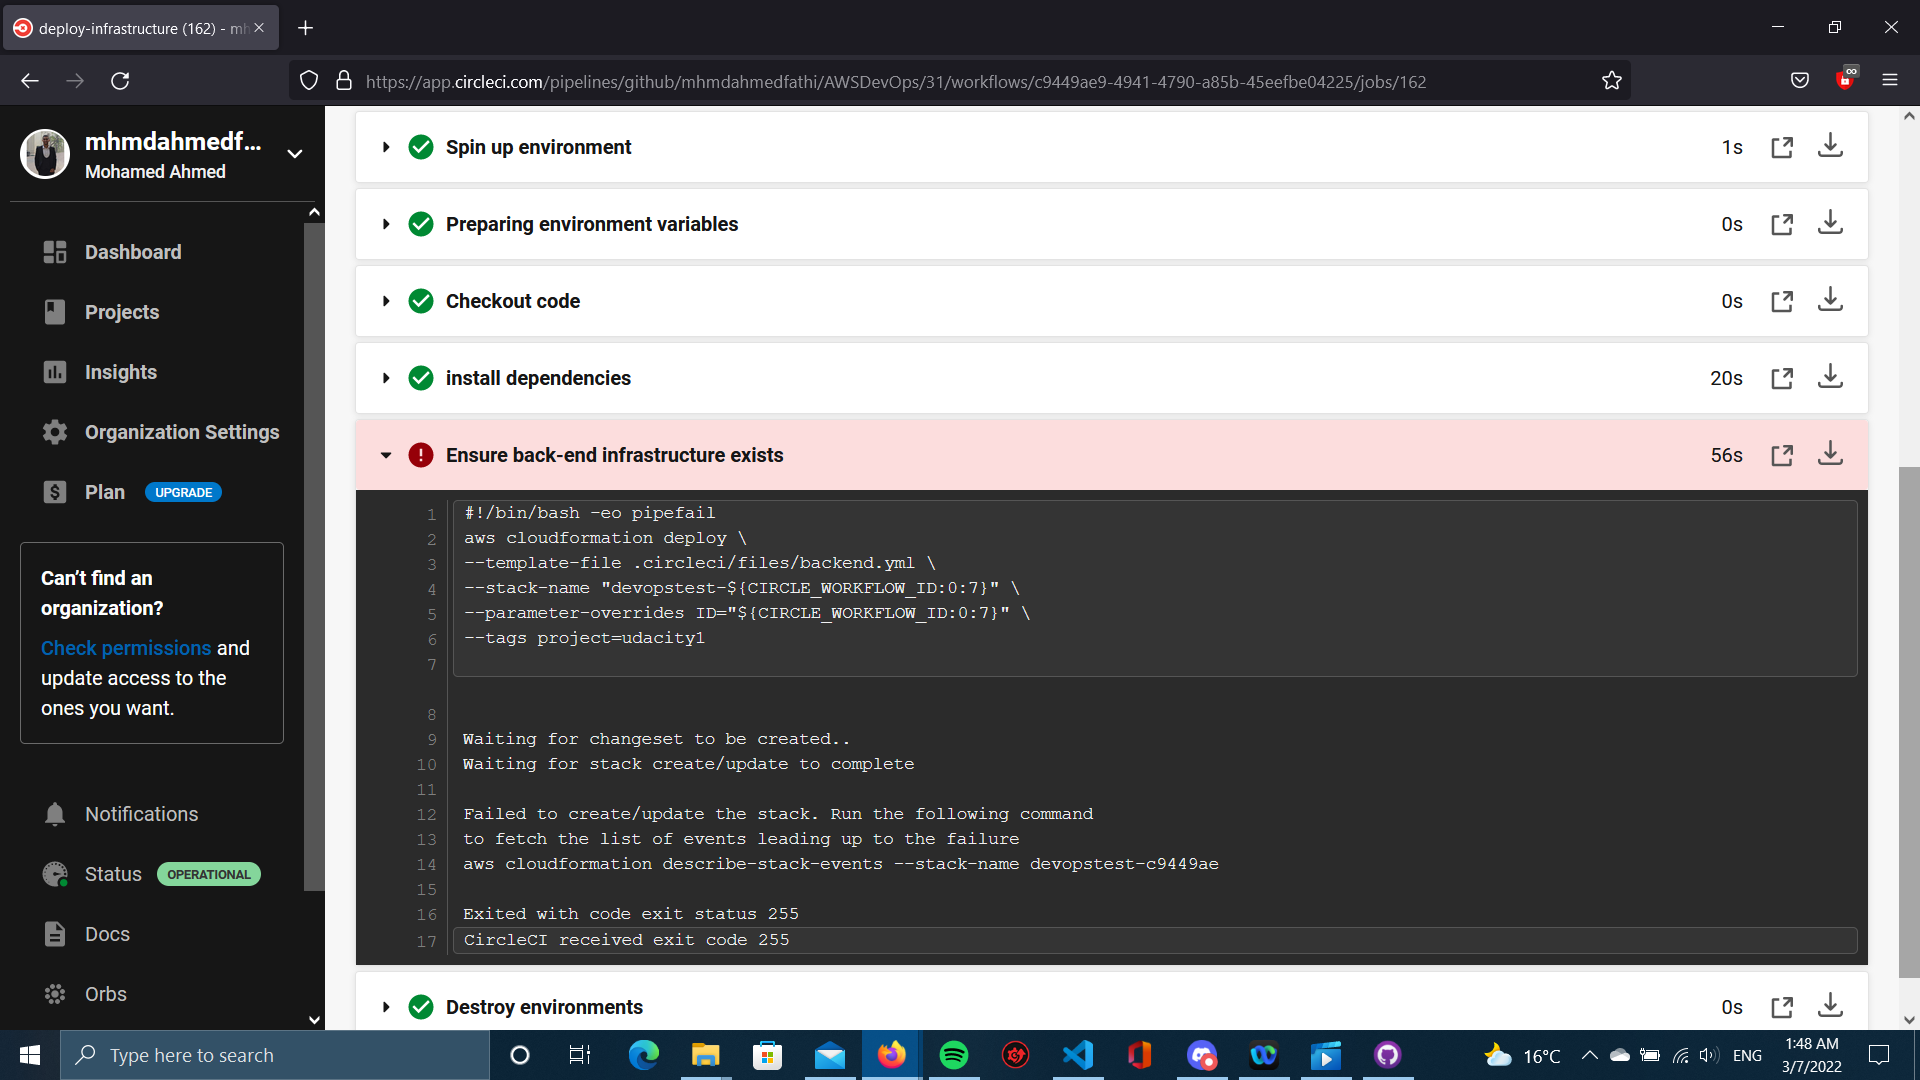 deploy-infrastructure (162) - mh
https://app.circleci.com/pipelines/github/mhmdahmedfathi/AWSDevOps/31/workflows/c9449ae9-4941-4790-a85b-45eefbe04225/jobs/162
mhmdahmedf...
Mohamed Ahmed
Dashboard
Projects
Insights
Organization Settings
Plan UPGRADE
Can't find an
organization?
Check permissions and
update access to the
ones you want.
Notifications
Status OPERATIONAL
Docs
Orbs
Spin up environment 1s
Preparing environment variables 0s
Checkout code 0s
install dependencies 20s
Ensure back-end infrastructure exists 56s
1 #!/bin/bash -eo pipefail
2 aws cloudformation deploy \
3 --template-file .circleci/files/backend.yml \
4 --stack-name "devopstest-${CIRCLE_WORKFLOW_ID:0:7}" \
5 --parameter-overrides ID="${CIRCLE_WORKFLOW_ID:0:7}" \
6 --tags project=udacity1
7
8
9 Waiting for changeset to be created..
10 Waiting for stack create/update to complete
11
12 Failed to create/update the stack. Run the following command
13 to fetch the list of events leading up to the failure
14 aws cloudformation describe-stack-events --stack-name devopstest-c9449ae
15
16 Exited with code exit status 255
17 CircleCI received exit code 255
Destroy environments 0s
Type here to search
16°C
ENG
1:48 AM
3/7/2022